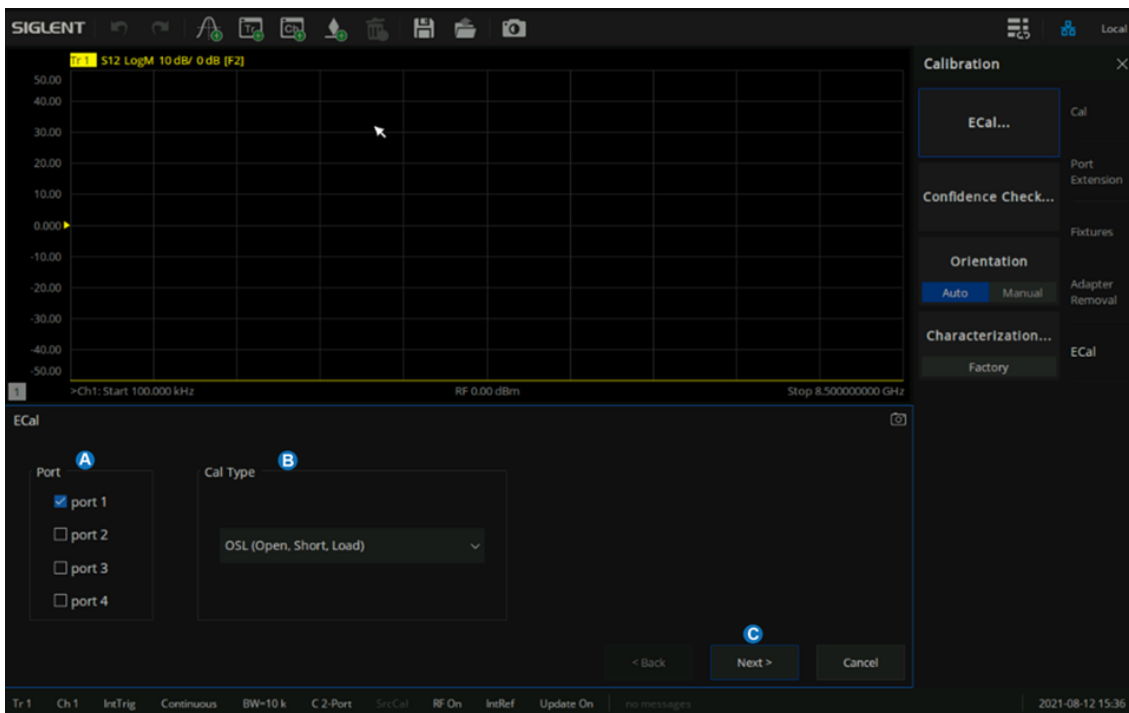 SIGLENT Tr Ch Local
Tr 1 S12 LogM 10 dB/ 0 dB [F2]
50.00
40.00
30.00
20.00
10.00
0.000
-10.00
-20.00
-30.00
-40.00
-50.00
1
>Ch1: Start 100.000 kHz RF 0.00 dBm Stop 8.500000000 GHz
Calibration
ECal...
Confidence Check...
Orientation
Auto Manual
Characterization...
Factory
Cal
Port
Extension
Fixtures
Adapter
Removal
ECal
ECal
A
Port
port 1
port 2
port 3
port 4
B
Cal Type
OSL (Open, Short, Load)
C
< Back Next > Cancel
Tr 1 Ch 1 IntTrig Continuous BW=10 k C 2-Port SrcCal RF On IntRef Update On no messages 2021-08-12 15:36